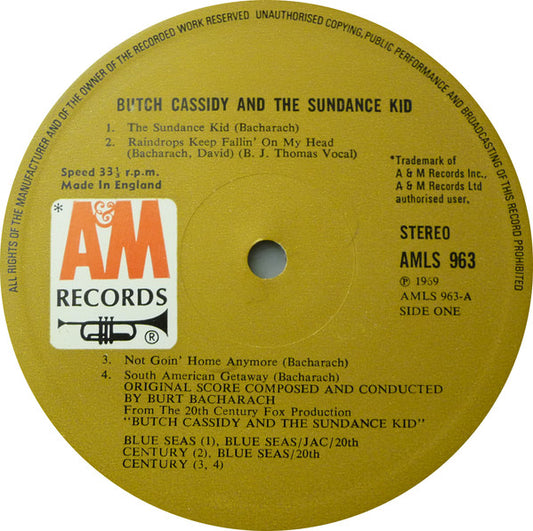 ALL RIGHTS OF THE MANUFACTURER AND OF THE OWNER OF THE RECORDED WORK RESERVED UNAUTHORISED COPYING, PUBLIC PERFORMANCE AND BROADCASTING OF THIS RECORD PROHIBITED
BUTCH CASSIDY AND THE SUNDANCE KID
1. The Sundance Kid (Bacharach)
2. Raindrops Keep Fallin' On My Head
(Bacharach, David) (B. J. Thomas Vocal)
Speed 33⅓ r.p.m.
Made In England
*Trademark of
A & M Records Inc.,
A & M Records Ltd
authorised user.
*
A&M
RECORDS
®
STEREO
AMLS 963
℗ 1969
AMLS 963-A
SIDE ONE
3. Not Goin' Home Anymore (Bacharach)
4. South American Getaway (Bacharach)
ORIGINAL SCORE COMPOSED AND CONDUCTED
BY BURT BACHARACH
From The 20th Century Fox Production
"BUTCH CASSIDY AND THE SUNDANCE KID"
BLUE SEAS (1), BLUE SEAS/JAC/20th
CENTURY (2), BLUE SEAS/20th
CENTURY (3, 4)